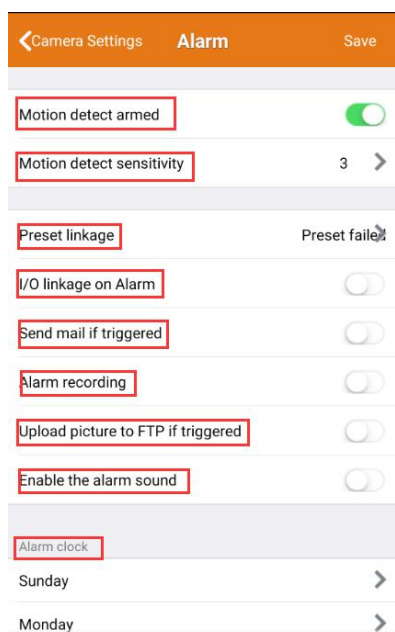 Camera Settings Alarm Save
Motion detect armed
Motion detect sensitivity 3
Preset linkage Preset failed
I/O linkage on Alarm
Send mail if triggered
Alarm recording
Upload picture to FTP if triggered
Enable the alarm sound
Alarm clock
Sunday
Monday